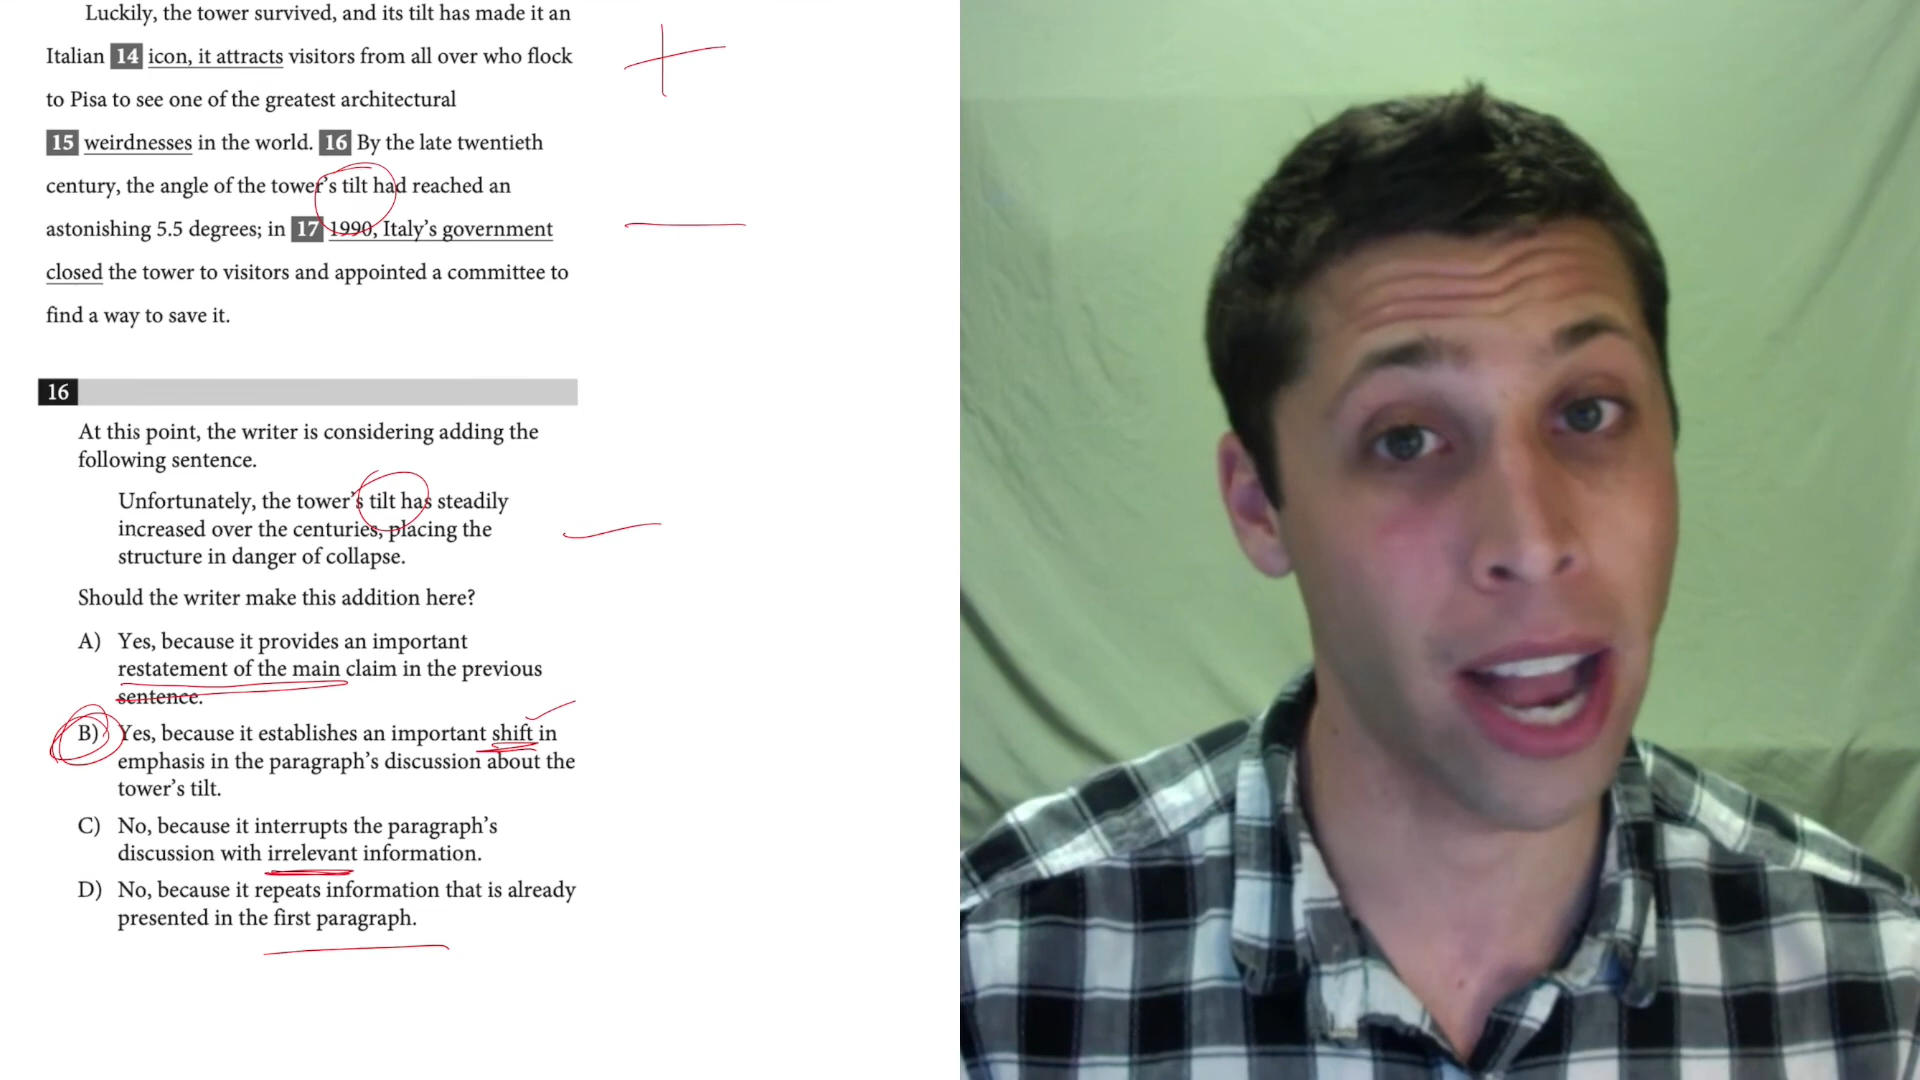 Luckily, the tower survived, and its tilt has made it an
Italian 14 icon, it attracts visitors from all over who flock
to Pisa to see one of the greatest architectural
15 weirdnesses in the world. 16 By the late twentieth
century, the angle of the tower’s tilt had reached an
astonishing 5.5 degrees; in 17 1990, Italy’s government
closed the tower to visitors and appointed a committee to
find a way to save it.
16
At this point, the writer is considering adding the
following sentence.
Unfortunately, the tower’s tilt has steadily
increased over the centuries, placing the
structure in danger of collapse.
Should the writer make this addition here?
A) Yes, because it provides an important
restatement of the main claim in the previous
sentence.
B) Yes, because it establishes an important shift in
emphasis in the paragraph’s discussion about the
tower’s tilt.
C) No, because it interrupts the paragraph’s
discussion with irrelevant information.
D) No, because it repeats information that is already
presented in the first paragraph.